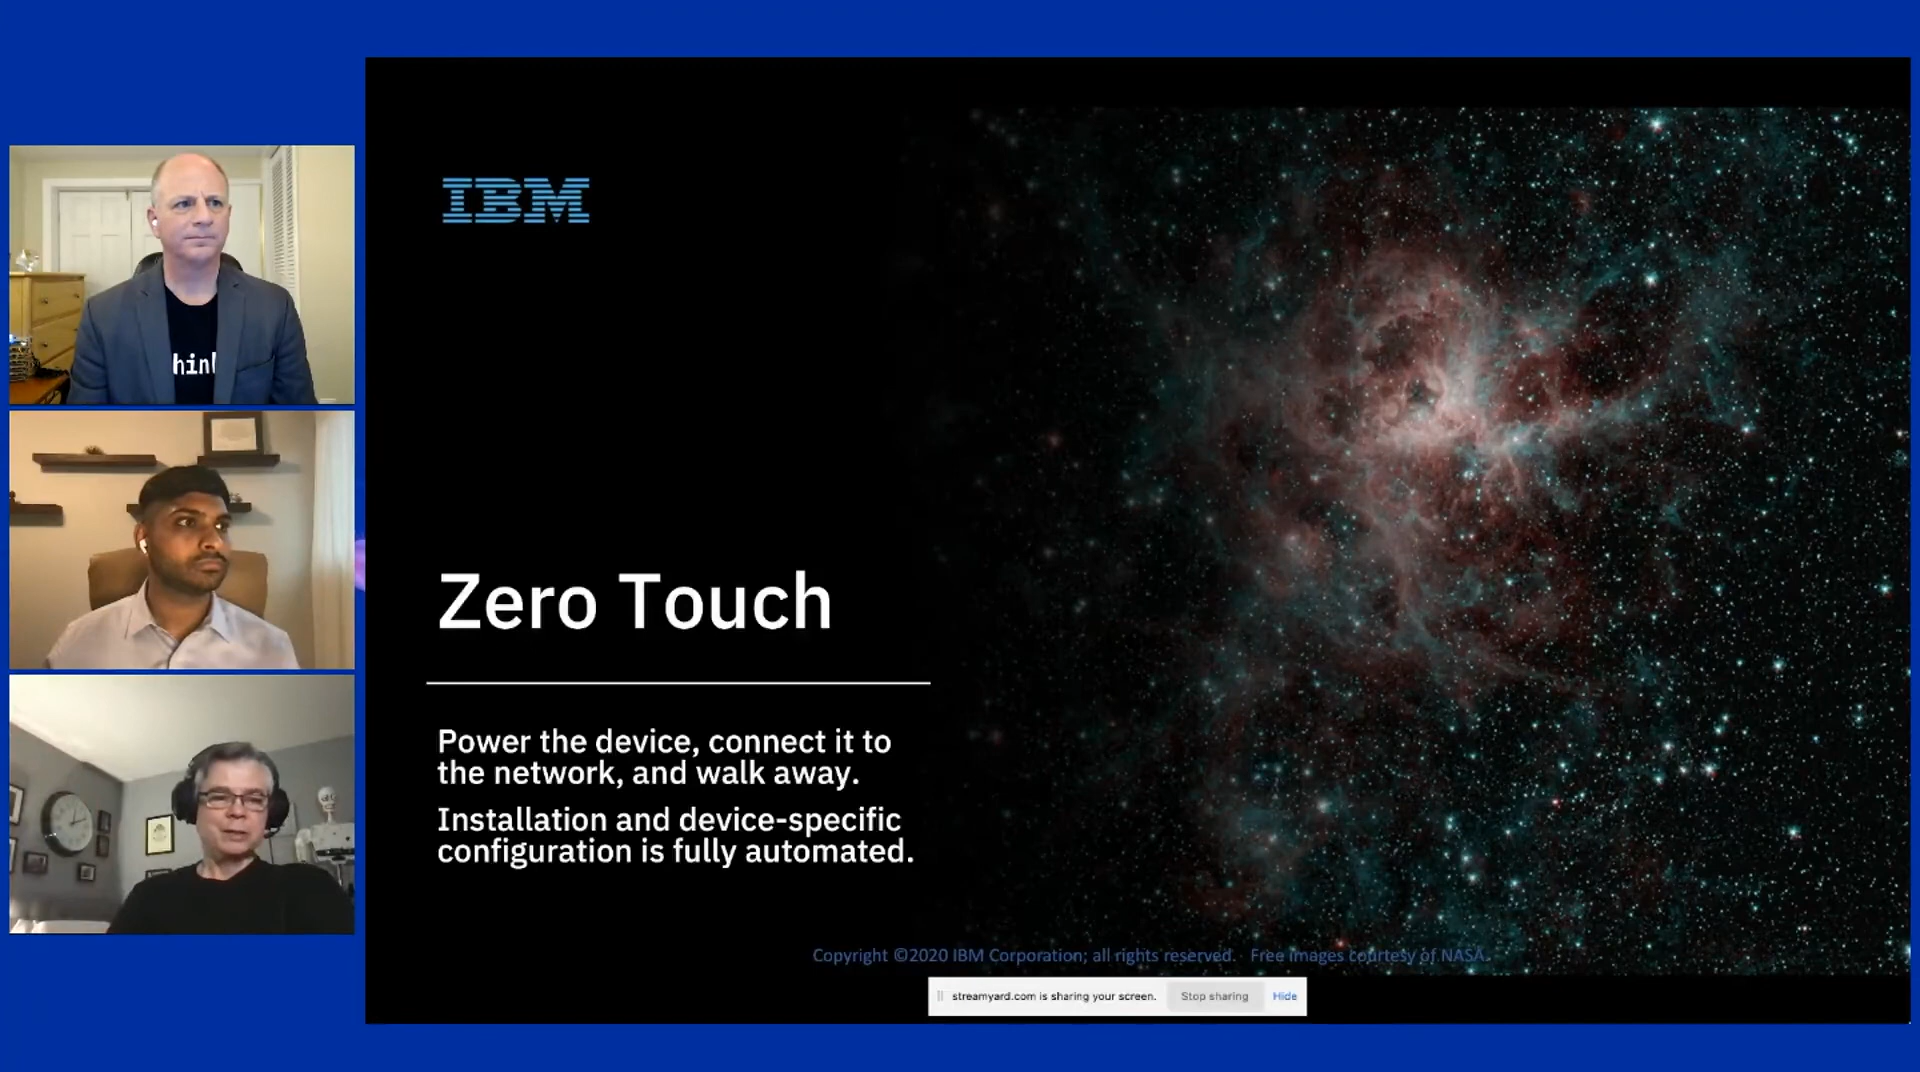 IBM
hin
Zero Touch
Power the device, connect it to
the network, and walk away.
Installation and device-specific
configuration is fully automated.
Copyright ©2020 IBM Corporation; all rights reserved. Free images courtesy of NASA.
streamyard.com is sharing your screen. Stop sharing Hide